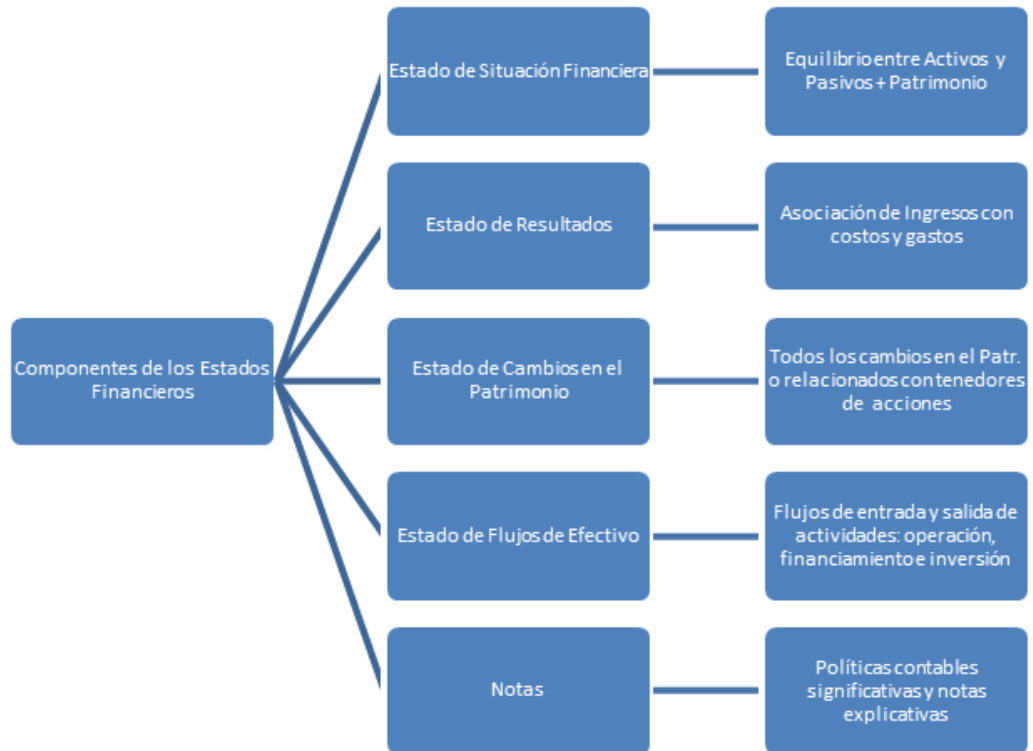 Componentes de los Estados
Financieros
Estado de Situación Financiera
Equilibrio entre Activos y
Pasivos + Patrimonio
Estado de Resultados
Asociación de Ingresos con
costos y gastos
Estado de Cambios en el
Patrimonio
Todos los cambios en el Patr.
o relacionados con tenedores
de acciones
Estado de Flujos de Efectivo
Flujos de entrada y salida de
actividades: operación,
financiamiento e inversión
Notas
Políticas contables
significativas y notas
explicativas